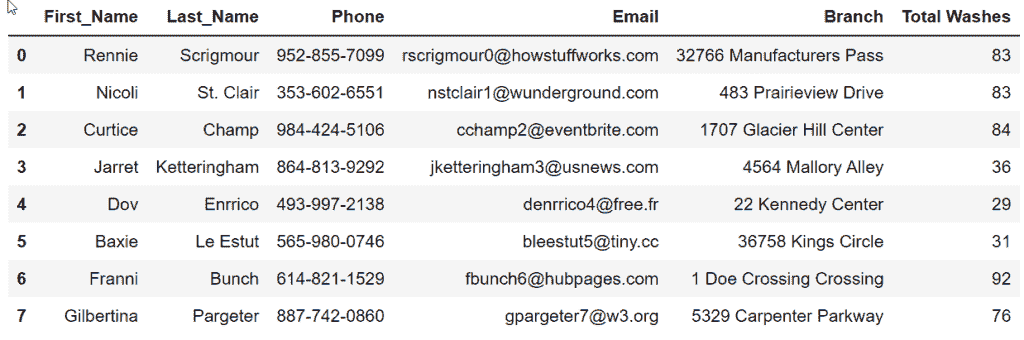 First_Name Last_Name Phone Email Branch Total Washes
0 Rennie Scrigmour 952-855-7099 rscrigmour0@howstuffworks.com 32766 Manufacturers Pass 83
1 Nicoli St. Clair 353-602-6551 nstclair1@wunderground.com 483 Prairieview Drive 83
2 Curtice Champ 984-424-5106 cchamp2@eventbrite.com 1707 Glacier Hill Center 84
3 Jarret Ketteringham 864-813-9292 jketteringham3@usnews.com 4564 Mallory Alley 36
4 Dov Enrrico 493-997-2138 denrrico4@free.fr 22 Kennedy Center 29
5 Baxie Le Estut 565-980-0746 bleestut5@tiny.cc 36758 Kings Circle 31
6 Franni Bunch 614-821-1529 fbunch6@hubpages.com 1 Doe Crossing Crossing 92
7 Gilbertina Pargeter 887-742-0860 gpargeter7@w3.org 5329 Carpenter Parkway 76